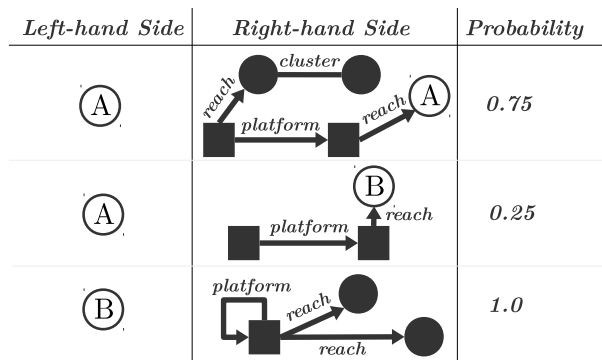 Left-hand Side Right-hand Side Probability
A reach cluster reach A platform 0.75
A platform B reach 0.25
B platform reach reach 1.0